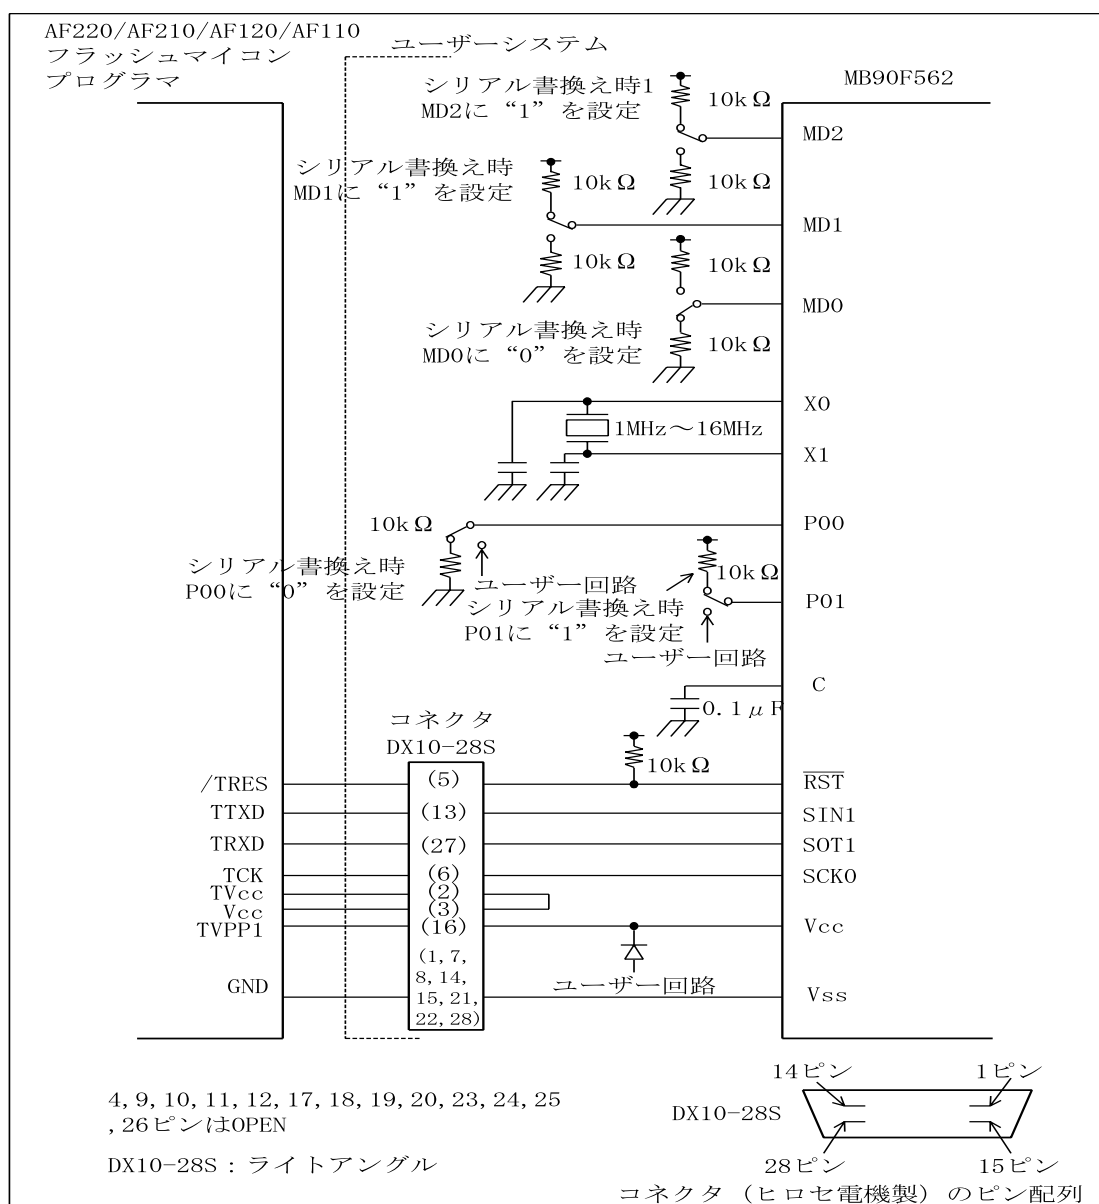 AF220/AF210/AF120/AF110
フラッシュマイコン
プログラマ
ユーザーシステム
MB90F562
シリアル書換え時1
MD2に“1”を設定
10kΩ
MD2
10kΩ
シリアル書換え時
MD1に“1”を設定
10kΩ
MD1
10kΩ
10kΩ
MD0
シリアル書換え時
MD0に“0”を設定
10kΩ
X0
1MHz～16MHz
X1
10kΩ
P00
シリアル書換え時
P00に“0”を設定
ユーザー回路
10kΩ
シリアル書換え時
P01に“1”を設定
P01
ユーザー回路
C
0.1μF
コネクタ
DX10-28S
10kΩ
/TRES
(5)
RST
TTXD
(13)
SIN1
TRXD
(27)
SOT1
TCK
(6)
SCK0
TVcc
(2)
Vcc
(3)
TVPP1
(16)
Vcc
(1,7,
8,14,
15,21,
22,28)
GND
ユーザー回路
Vss
4,9,10,11,12,17,18,19,20,23,24,25
,26ピンはOPEN
DX10-28S：ライトアングル
14ピン
1ピン
DX10-28S
28ピン
15ピン
コネクタ（ヒロセ電機製）のピン配列